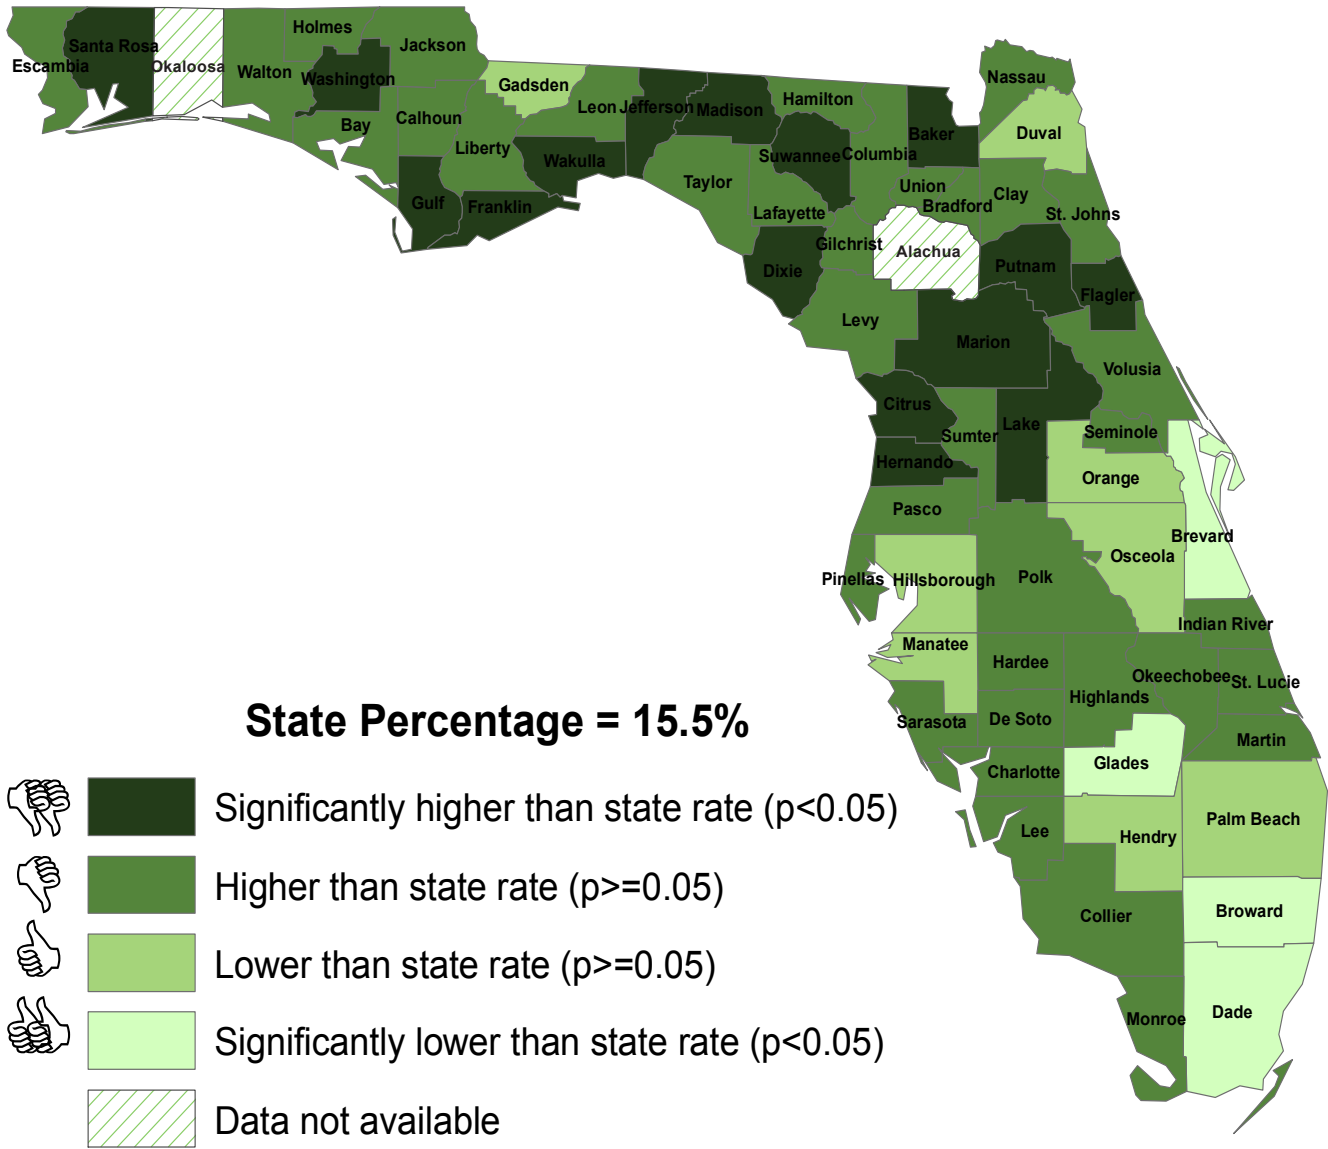 Holmes
Jackson
Santa Rosa
Escambia
Okaloosa
Walton
Washington
Nassau
Gadsden
Leon
Jefferson
Madison
Hamilton
Bay
Calhoun
Duval
Baker
Liberty
Wakulla
Suwannee
Columbia
Taylor
Union
Clay
Gulf
Franklin
Lafayette
Bradford
St. Johns
Gilchrist
Alachua
Dixie
Putnam
Flagler
Levy
Marion
Volusia
Citrus
Lake
Sumter
Seminole
Hernando
Orange
Pasco
Brevard
Osceola
Pinellas
Hillsborough
Polk
Indian River
Manatee
Hardee
Okeechobee
St. Lucie
Highlands
Sarasota
De Soto
Martin
Glades
Charlotte
Palm Beach
Lee
Hendry
Broward
Collier
Dade
Monroe
State Percentage = 15.5%
Significantly higher than state rate (p<0.05)
Higher than state rate (p>=0.05)
Lower than state rate (p>=0.05)
Significantly lower than state rate (p<0.05)
Data not available